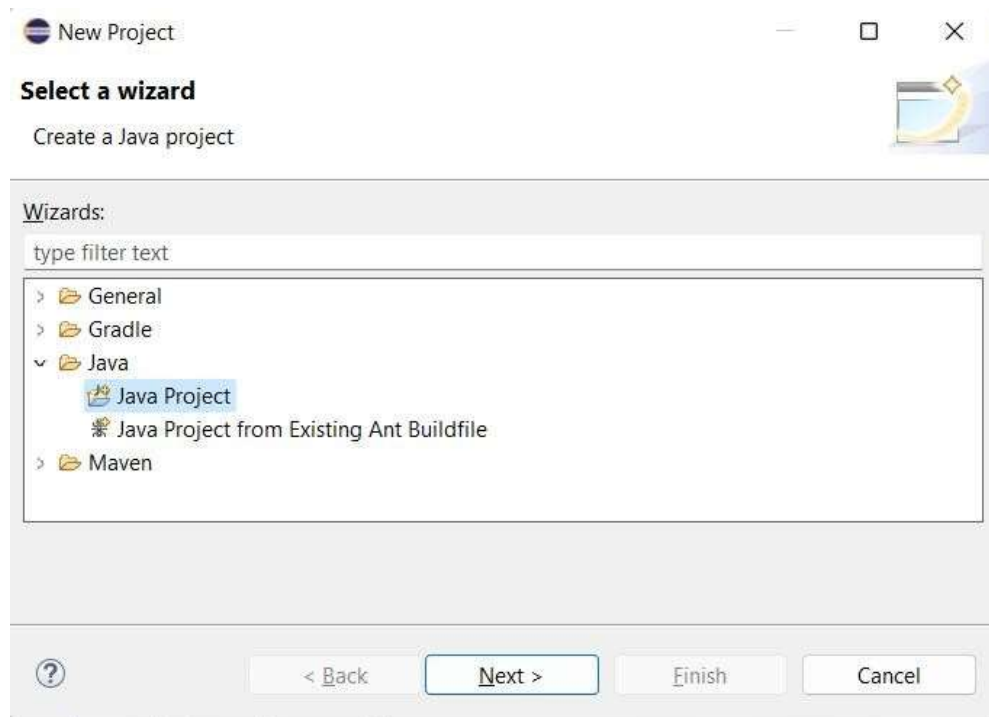 New Project
Select a wizard
Create a Java project
Wizards:
type filter text
General
Gradle
Java
Java Project
Java Project from Existing Ant Buildfile
Maven
< Back Next > Finish Cancel